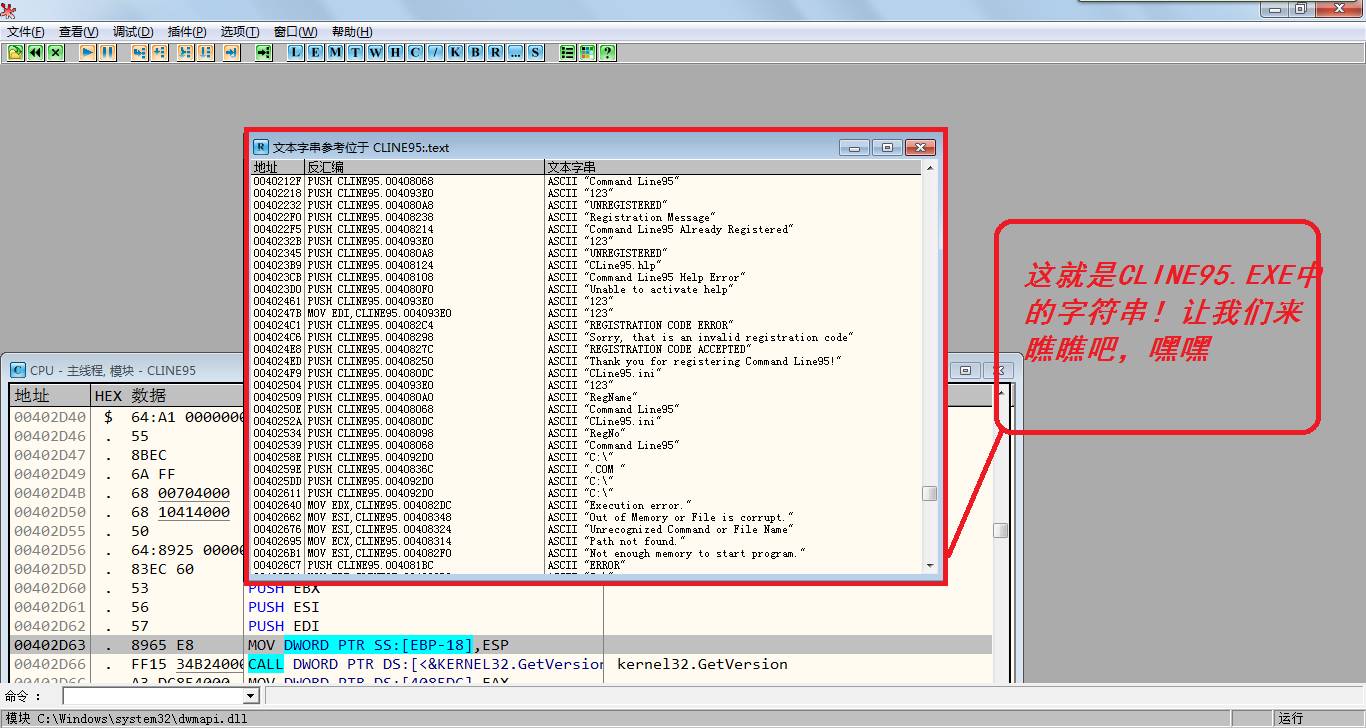 文件(F) 查看(V) 调试(D) 插件(P) 选项(T) 窗口(W) 帮助(H)
L E M T W H C / K B R ... S ?
R 文本字串参考位于 CLINE95:.text
地址 反汇编 文本字串
0040212F PUSH CLINE95.00408068 ASCII "Command Line95"
00402218 PUSH CLINE95.004093E0 ASCII "123"
00402232 PUSH CLINE95.004080A8 ASCII "UNREGISTERED"
004022F0 PUSH CLINE95.00408238 ASCII "Registration Message"
004022F5 PUSH CLINE95.00408214 ASCII "Command Line95 Already Registered"
0040232B PUSH CLINE95.004093E0 ASCII "123"
00402345 PUSH CLINE95.004080A8 ASCII "UNREGISTERED"
004023B9 PUSH CLINE95.00408124 ASCII "CLine95.hlp"
004023CB PUSH CLINE95.00408108 ASCII "Command Line95 Help Error"
004023D0 PUSH CLINE95.004080F0 ASCII "Unable to activate help"
00402461 PUSH CLINE95.004093E0 ASCII "123"
0040247B MOV EDI,CLINE95.004093E0 ASCII "123"
004024C1 PUSH CLINE95.004082C4 ASCII "REGISTRATION CODE ERROR"
004024C6 PUSH CLINE95.00408298 ASCII "Sorry, that is an invalid registration code"
004024E8 PUSH CLINE95.0040827C ASCII "REGISTRATION CODE ACCEPTED"
004024ED PUSH CLINE95.00408250 ASCII "Thank you for registering Command Line95!"
004024F9 PUSH CLINE95.004080DC ASCII "CLine95.ini"
00402504 PUSH CLINE95.004093E0 ASCII "123"
00402509 PUSH CLINE95.004080A0 ASCII "RegName"
0040250E PUSH CLINE95.00408068 ASCII "Command Line95"
0040252A PUSH CLINE95.004080DC ASCII "CLine95.ini"
00402534 PUSH CLINE95.00408098 ASCII "RegNo"
00402539 PUSH CLINE95.00408068 ASCII "Command Line95"
0040258E PUSH CLINE95.004092D0 ASCII "C:\"
0040259E PUSH CLINE95.0040836C ASCII ".COM "
004025DD PUSH CLINE95.004092D0 ASCII "C:\"
00402611 PUSH CLINE95.004092D0 ASCII "C:\"
00402640 MOV EDX,CLINE95.004082DC ASCII "Execution error."
00402662 MOV ESI,CLINE95.00408348 ASCII "Out of Memory or File is corrupt."
00402676 MOV ESI,CLINE95.00408324 ASCII "Unrecognized Command or File Name"
00402695 MOV ECX,CLINE95.00408314 ASCII "Path not found."
004026B1 MOV ESI,CLINE95.004082F0 ASCII "Not enough memory to start program."
004026C7 PUSH CLINE95.004081BC ASCII "ERROR"
这就是CLINE95.EXE中
的字符串！让我们来
瞧瞧吧，嘿嘿
C CPU - 主线程, 模块 - CLINE95
地址 HEX 数据
00402D40 $ 64:A1 0000000
00402D46 . 55
00402D47 . 8BEC
00402D49 . 6A FF
00402D4B . 68 00704000
00402D50 . 68 10414000
00402D55 . 50
00402D56 . 64:8925 00000
00402D5D . 83EC 60
00402D60 . 53 PUSH EBX
00402D61 . 56 PUSH ESI
00402D62 . 57 PUSH EDI
00402D63 . 8965 E8 MOV DWORD PTR SS:[EBP-18],ESP
00402D66 . FF15 34B24000 CALL DWORD PTR DS:[<&KERNEL32.GetVersion kernel32.GetVersion
命令 :
模块 C:\Windows\system32\dwmapi.dll 运行